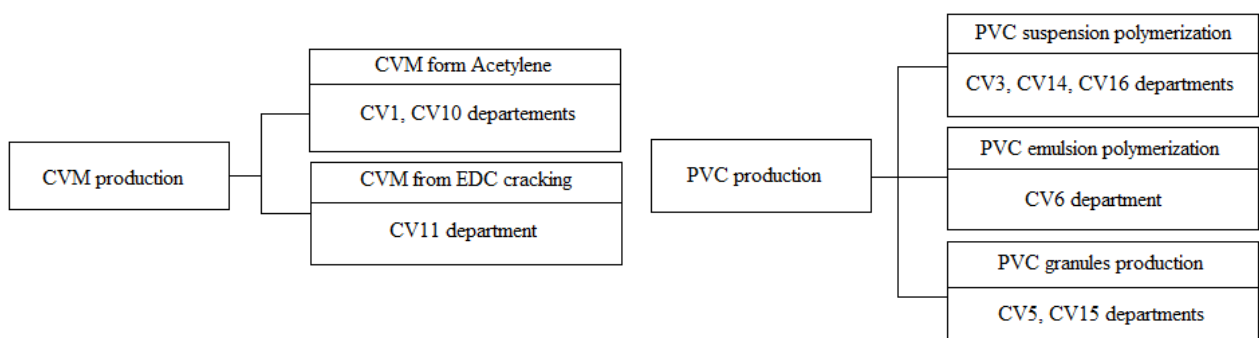 CVM production
CVM form Acetylene
CV1, CV10 departements
CVM from EDC cracking
CV11 department
PVC production
PVC suspension polymerization
CV3, CV14, CV16 departments
PVC emulsion polymerization
CV6 department
PVC granules production
CV5, CV15 departments